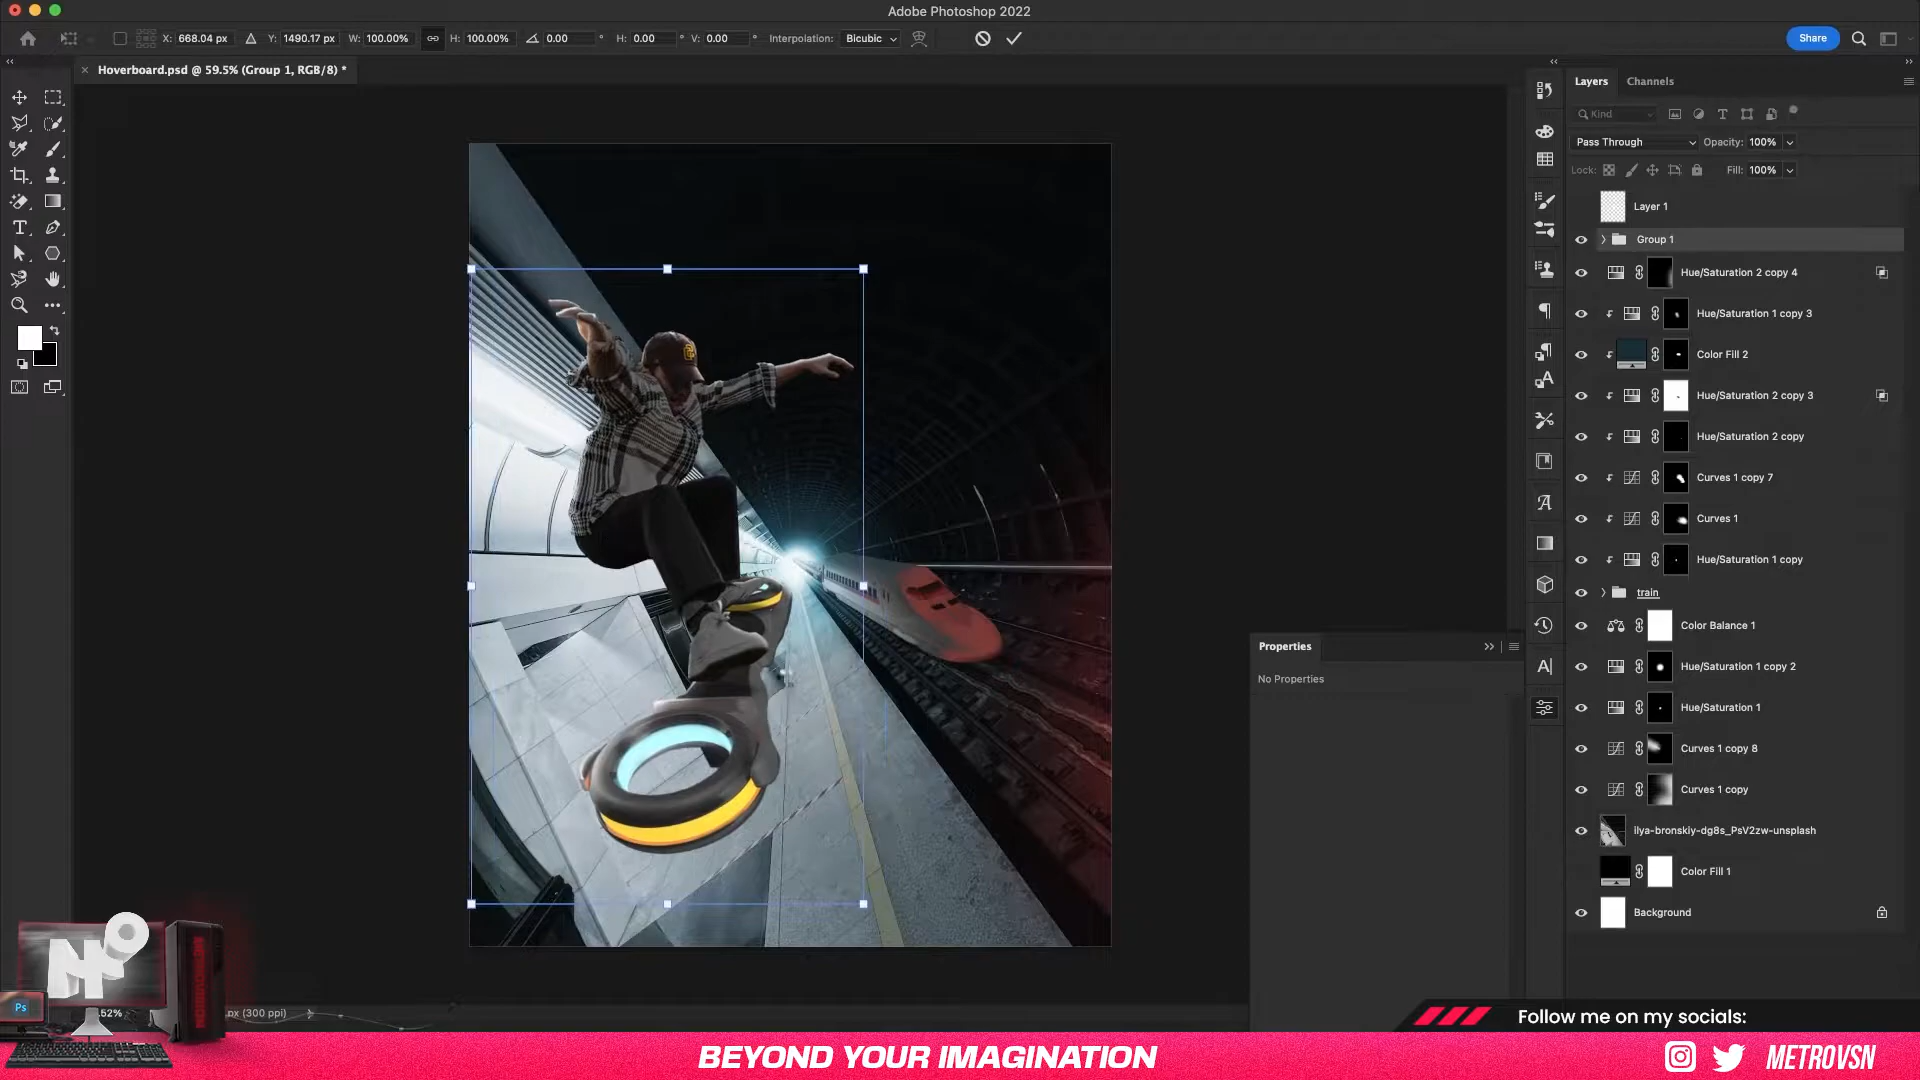 Adobe Photoshop 2022
X: 668.04 px Y: 1490.17 px W: 100.00% H: 100.00% 0.00 ° H: 0.00 ° V: 0.00 ° Interpolation: Bicubic
Share
Hoverboard.psd @ 59.5% (Group 1, RGB/8) *
Layers Channels
Kind
Pass Through Opacity: 100%
Lock: Fill: 100%
Layer 1
Group 1
Hue/Saturation 2 copy 4
Hue/Saturation 1 copy 3
Color Fill 2
Hue/Saturation 2 copy 3
Hue/Saturation 2 copy
Curves 1 copy 7
Curves 1
Hue/Saturation 1 copy
train
Color Balance 1
Hue/Saturation 1 copy 2
Hue/Saturation 1
Curves 1 copy 8
Curves 1 copy
ilya-bronskiy-dg8s_PsV2zw-unsplash
Color Fill 1
Background
Properties
No Properties
Ps
.52%
px (300 ppi)
Follow me on my socials:
BEYOND YOUR IMAGINATION
METROVSN